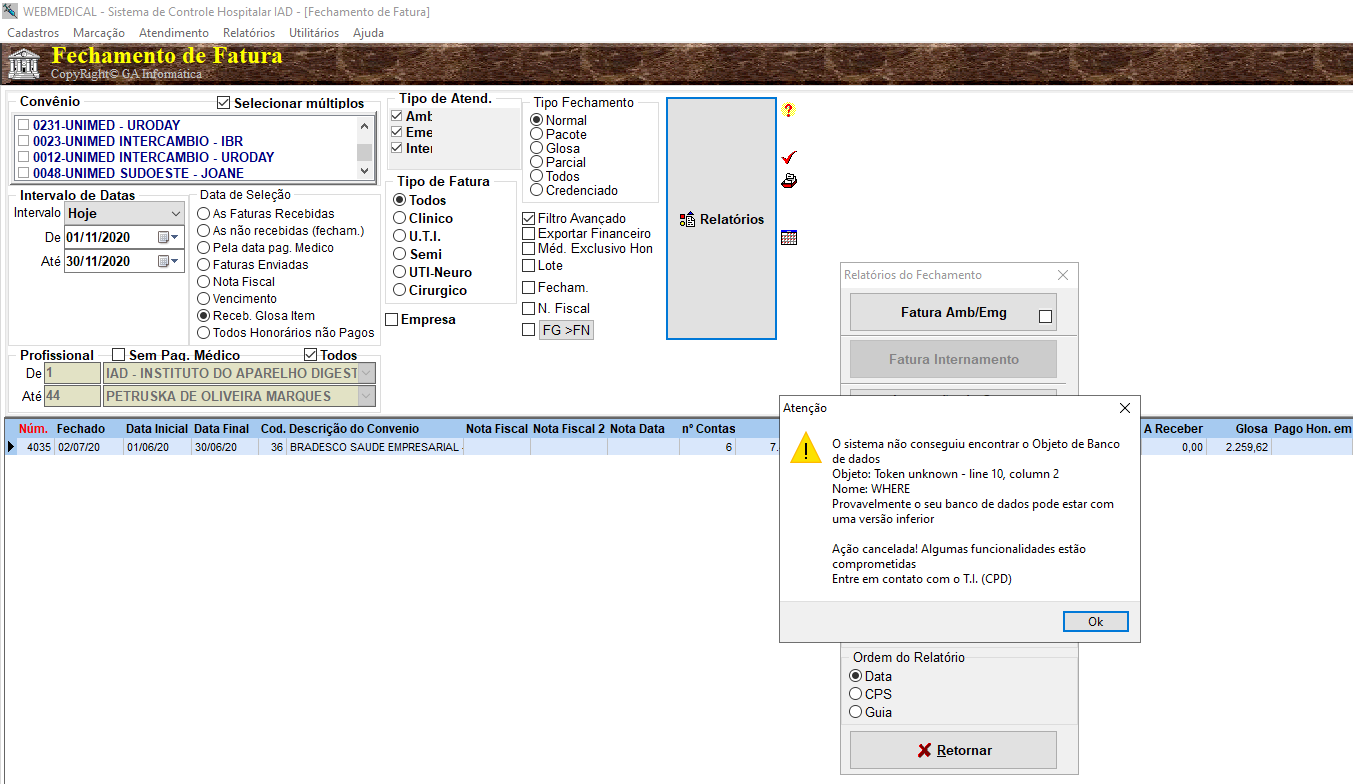 WEBMEDICAL - Sistema de Controle Hospitalar IAD - [Fechamento de Fatura]
Cadastros Marcação Atendimento Relatórios Utilitários Ajuda
Fechamento de Fatura
CopyRight© GA Informática
Convênio
Selecionar múltiplos
0231-UNIMED - URODAY
0023-UNIMED INTERCAMBIO - IBR
0012-UNIMED INTERCAMBIO - URODAY
0048-UNIMED SUDOESTE - JOANE
Intervalo de Datas
Intervalo Hoje
De 01/11/2020
Até 30/11/2020
Data de Seleção
As Faturas Recebidas
As não recebidas (fecham.)
Pela data pag. Medico
Faturas Enviadas
Nota Fiscal
Vencimento
Receb. Glosa Item
Todos Honorários não Pagos
Profissional
Sem Pag. Médico
Todos
De 1 IAD - INSTITUTO DO APARELHO DIGEST
Até 44 PETRUSKA DE OLIVEIRA MARQUES
Tipo de Atend.
Amb
Eme
Inter
Tipo de Fatura
Todos
Clinico
U.T.I.
Semi
UTI-Neuro
Cirurgico
Empresa
Tipo Fechamento
Normal
Pacote
Glosa
Parcial
Todos
Credenciado
Filtro Avançado
Exportar Financeiro
Méd. Exclusivo Hon
Lote
Fecham.
N. Fiscal
FG >FN
Relatórios
?
Relatórios do Fechamento
Fatura Amb/Emg
Fatura Internamento
Núm. Fechado Data Inicial Data Final Cod. Descrição do Convenio Nota Fiscal Nota Fiscal 2 Nota Data nº Contas A Receber Glosa Pago Hon. em
4035 02/07/20 01/06/20 30/06/20 36 BRADESCO SAUDE EMPRESARIAL - 6 7. 0,00 2.259,62
Atenção
O sistema não conseguiu encontrar o Objeto de Banco
de dados
Objeto: Token unknown - line 10, column 2
Nome: WHERE
Provavelmente o seu banco de dados pode estar com
uma versão inferior
Ação cancelada! Algumas funcionalidades estão
comprometidas
Entre em contato com o T.I. (CPD)
Ok
Ordem do Relatório
Data
CPS
Guia
Retornar